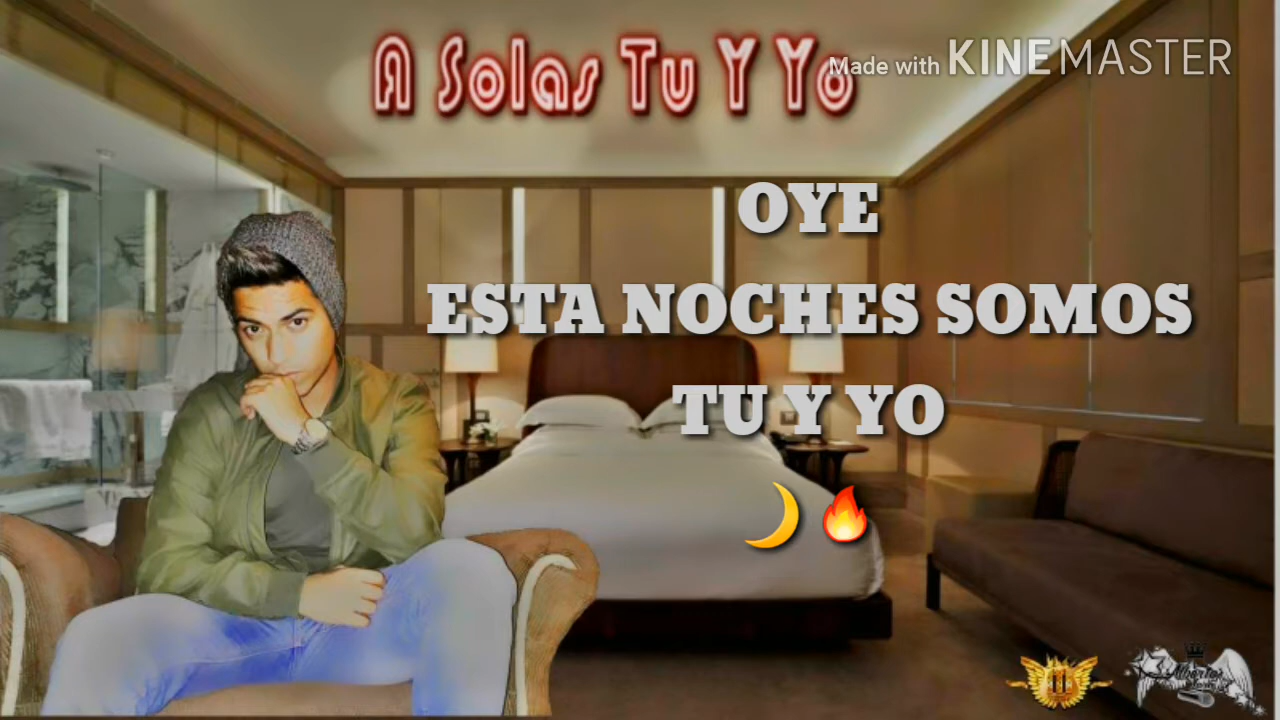 A Solas Tu Y Yo
Made with KINEMASTER
OYE
ESTA NOCHES SOMOS
TU Y YO
🌙🔥